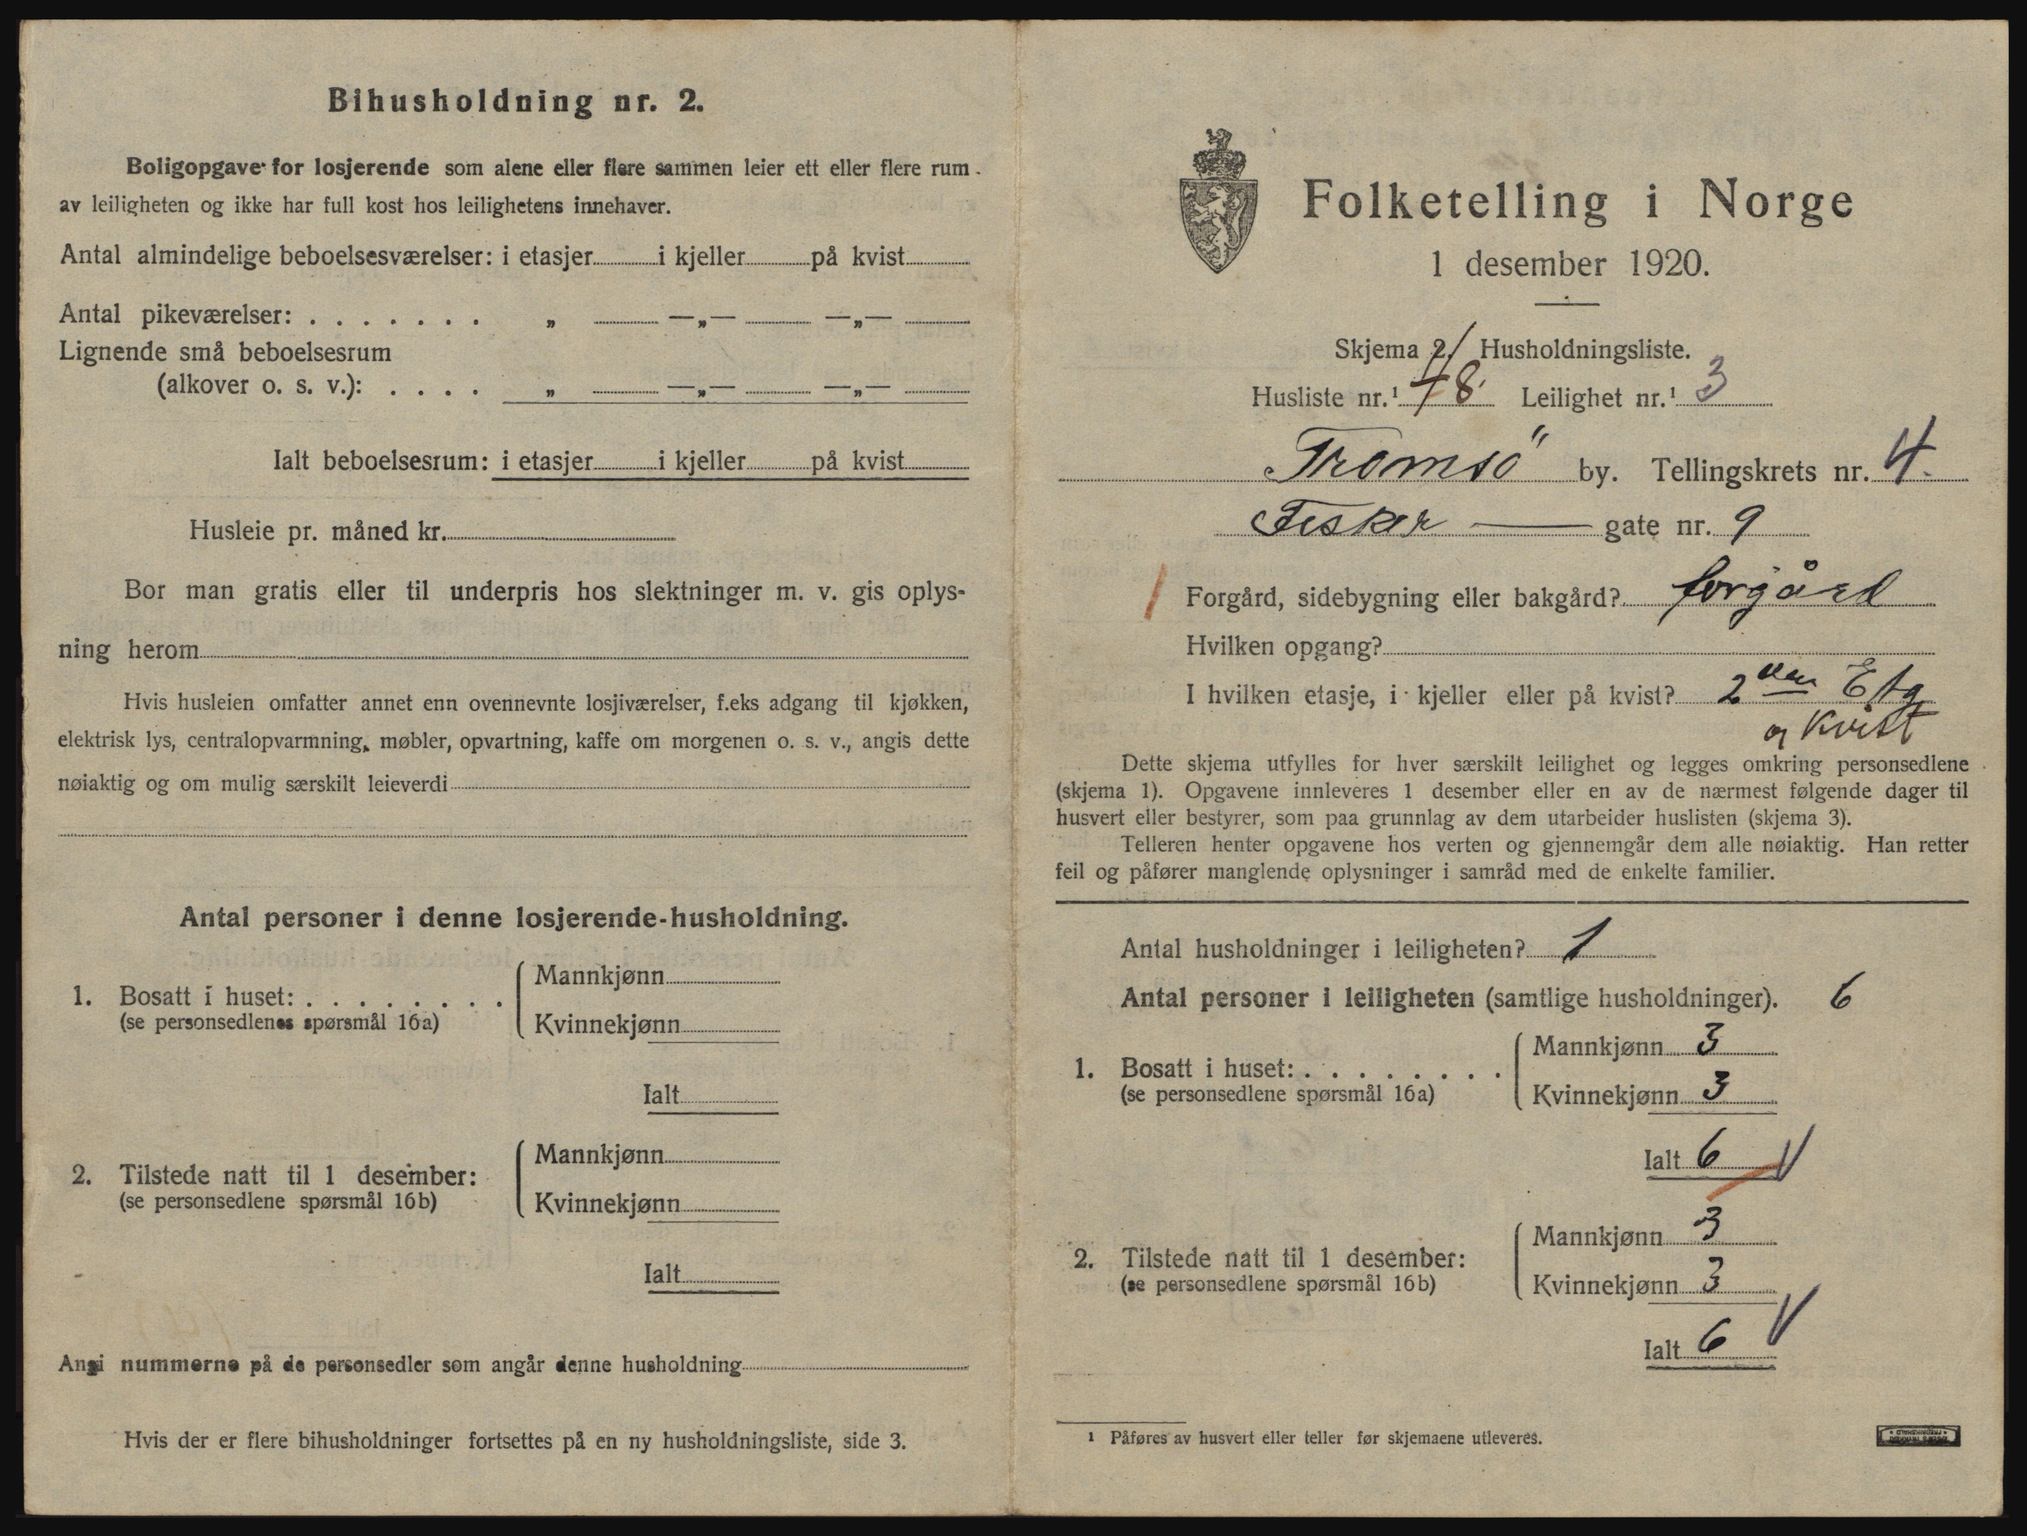 Bihusholdning nr. 2.
Boligopgave for losjerende som alene eller flere sammen leier ett eller flere rum
av leiligheten og ikke har full kost hos leilighetens innehaver.
Antal almindelige beboelsesværelser: i etasjer i kjeller på kvist
Antal pikeværelser: . . . . . . . „ —„— —„—
Lignende små beboelsesrum
(alkover o. s. v.): . . . . „ —„— —„—
Ialt beboelsesrum: i etasjer i kjeller på kvist
Husleie pr. måned kr.
Bor man gratis eller til underpris hos slektninger m. v. gis oplys-
ning herom
Hvis husleien omfatter annet enn ovennevnte losjiværelser, f.eks adgang til kjøkken,
elektrisk lys, centralopvarmning, møbler, opvartning, kaffe om morgenen o. s. v., angis dette
nøiaktig og om mulig særskilt leieverdi
Antal personer i denne losjerende-husholdning.
1. Bosatt i huset: . . . . . . . . Mannkjønn
(se personsedlenes spørsmål 16a) Kvinnekjønn
Ialt
2. Tilstede natt til 1 desember: Mannkjønn
(se personsedlene spørsmål 16b) Kvinnekjønn
Ialt
Angi nummerne på de personsedler som angår denne husholdning
Hvis der er flere bihusholdninger fortsettes på en ny husholdningsliste, side 3.
Folketelling i Norge
1 desember 1920.
Skjema 2. Husholdningsliste.
Husliste nr.¹ 78 Leilighet nr.¹ 3
Tromsö by. Tellingskrets nr. 4.
Fisker — gate nr. 9
Forgård, sidebygning eller bakgård? forgård
Hvilken opgang?
I hvilken etasje, i kjeller eller på kvist? 2den Etg
og Kvist
Dette skjema utfylles for hver særskilt leilighet og legges omkring personsedlene
(skjema 1). Opgavene innleveres 1 desember eller en av de nærmest følgende dager til
husvert eller bestyrer, som paa grunnlag av dem utarbeider huslisten (skjema 3).
Telleren henter opgavene hos verten og gjennemgår dem alle nøiaktig. Han retter
feil og påfører manglende oplysninger i samråd med de enkelte familier.
Antal husholdninger i leiligheten? 1
Antal personer i leiligheten (samtlige husholdninger). 6
1. Bosatt i huset: . . . . . . . . Mannkjønn 3
(se personsedlene spørsmål 16a) Kvinnekjønn 3
Ialt 6
2. Tilstede natt til 1 desember: Mannkjønn 3
(se personsedlene spørsmål 16b) Kvinnekjønn 3
Ialt 6
¹ Påføres av husvert eller teller før skjemaene utleveres.